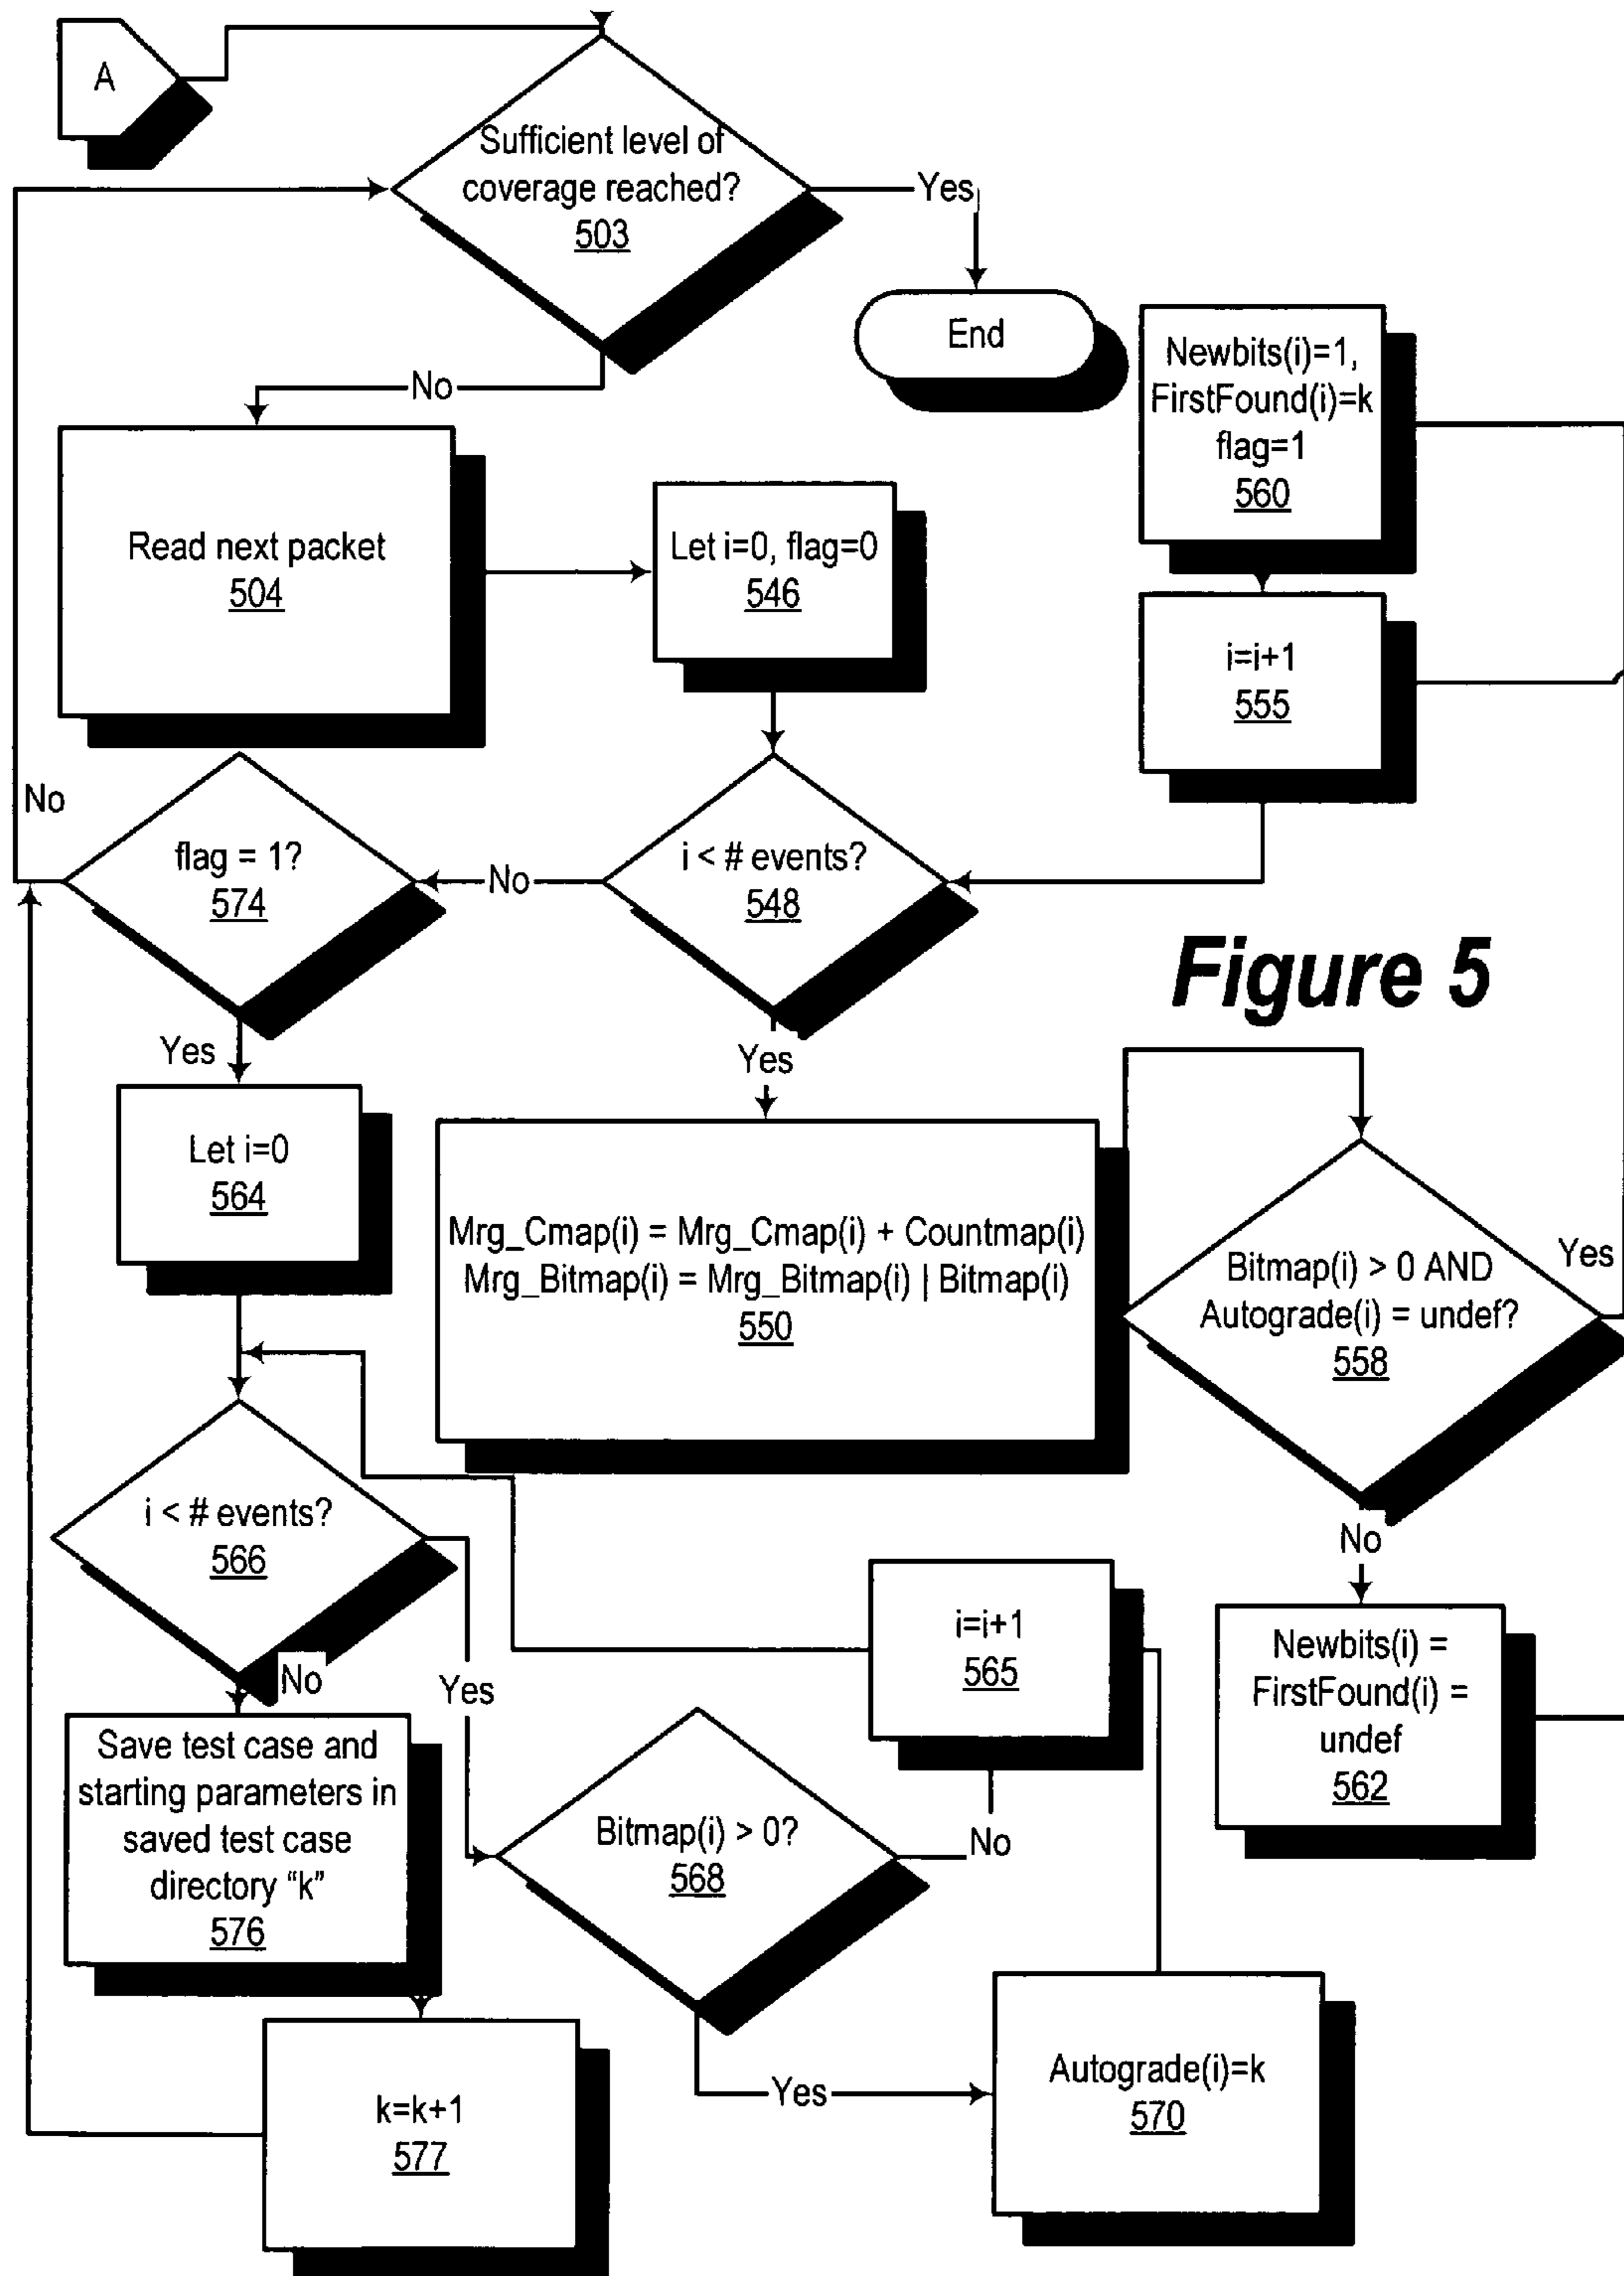 A
Sufficient level of
coverage reached?
503
Yes
End
No
Newbits(i)=1,
FirstFound(i)=k
flag=1
560
Read next packet
504
Let i=0, flag=0
546
i=i+1
555
No
flag = 1?
574
No
i < # events?
548
Figure 5
Yes
Yes
Let i=0
564
Mrg_Cmap(i) = Mrg_Cmap(i) + Countmap(i)
Mrg_Bitmap(i) = Mrg_Bitmap(i) | Bitmap(i)
550
Bitmap(i) > 0 AND
Autograde(i) = undef?
558
Yes
i < # events?
566
No
Yes
No
i=i+1
565
Newbits(i) =
FirstFound(i) =
undef
562
Save test case and
starting parameters in
saved test case
directory “k”
576
Bitmap(i) > 0?
568
No
Yes
Autograde(i)=k
570
k=k+1
577